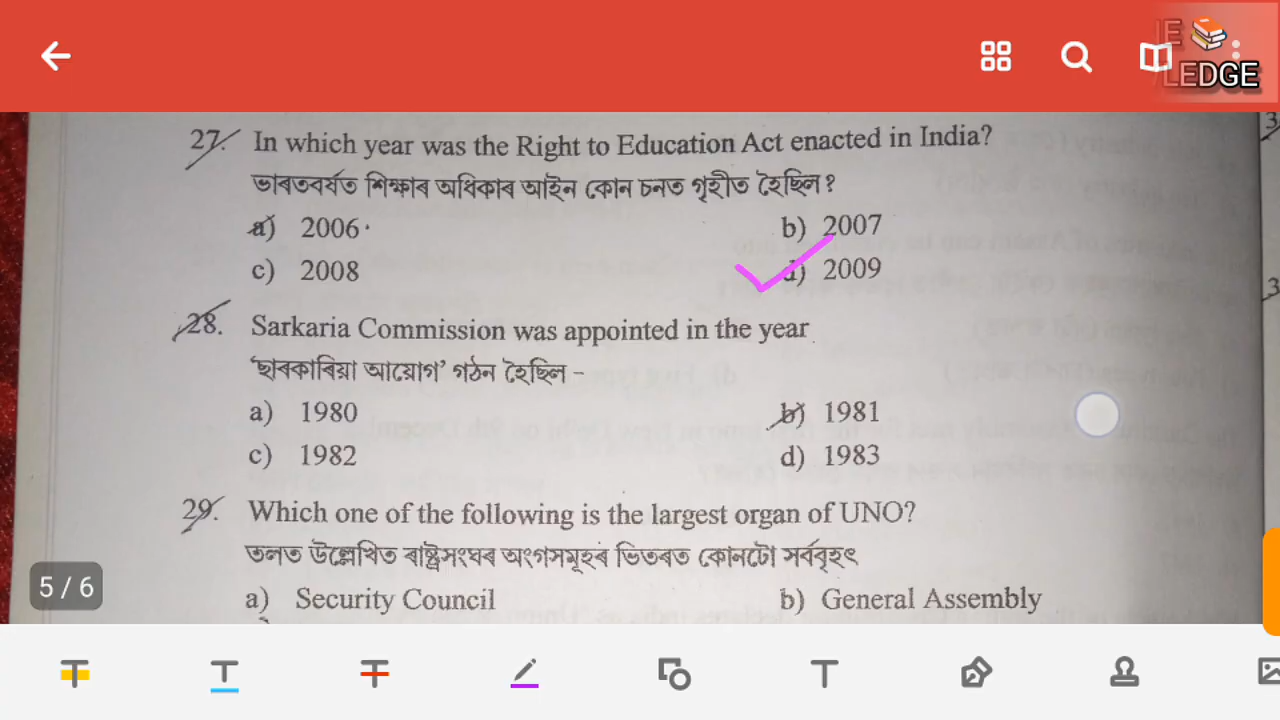 LEDGE
27. In which year was the Right to Education Act enacted in India?
ভাৰতবৰ্ষত শিক্ষাৰ অধিকাৰ আইন কোন চনত গৃহীত হৈছিল?
a) 2006 b) 2007
c) 2008 d) 2009
28. Sarkaria Commission was appointed in the year
‘ছাৰকাৰিয়া আয়োগ’ গঠন হৈছিল –
a) 1980 b) 1981
c) 1982 d) 1983
29. Which one of the following is the largest organ of UNO?
তলত উল্লেখিত ৰাষ্ট্ৰসংঘৰ অংগসমূহৰ ভিতৰত কোনটো সৰ্ববৃহৎ
a) Security Council b) General Assembly
5 / 6